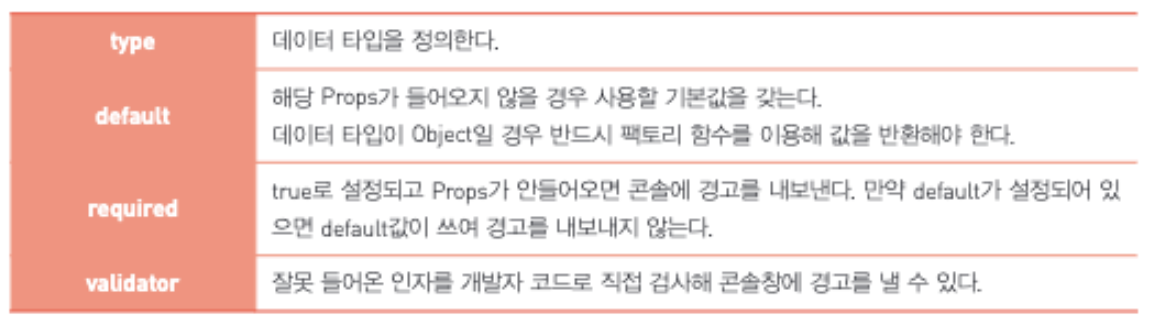 type
데이터 타입을 정의한다.
default
해당 Props가 들어오지 않을 경우 사용할 기본값을 갖는다.
데이터 타입이 Object일 경우 반드시 팩토리 함수를 이용해 값을 반환해야 한다.
required
true로 설정되고 Props가 안들어오면 콘솔에 경고를 내보낸다. 만약 default가 설정되어 있
으면 default값이 쓰여 경고를 내보내지 않는다.
validator
잘못 들어온 인자를 개발자 코드로 직접 검사해 콘솔창에 경고를 낼 수 있다.